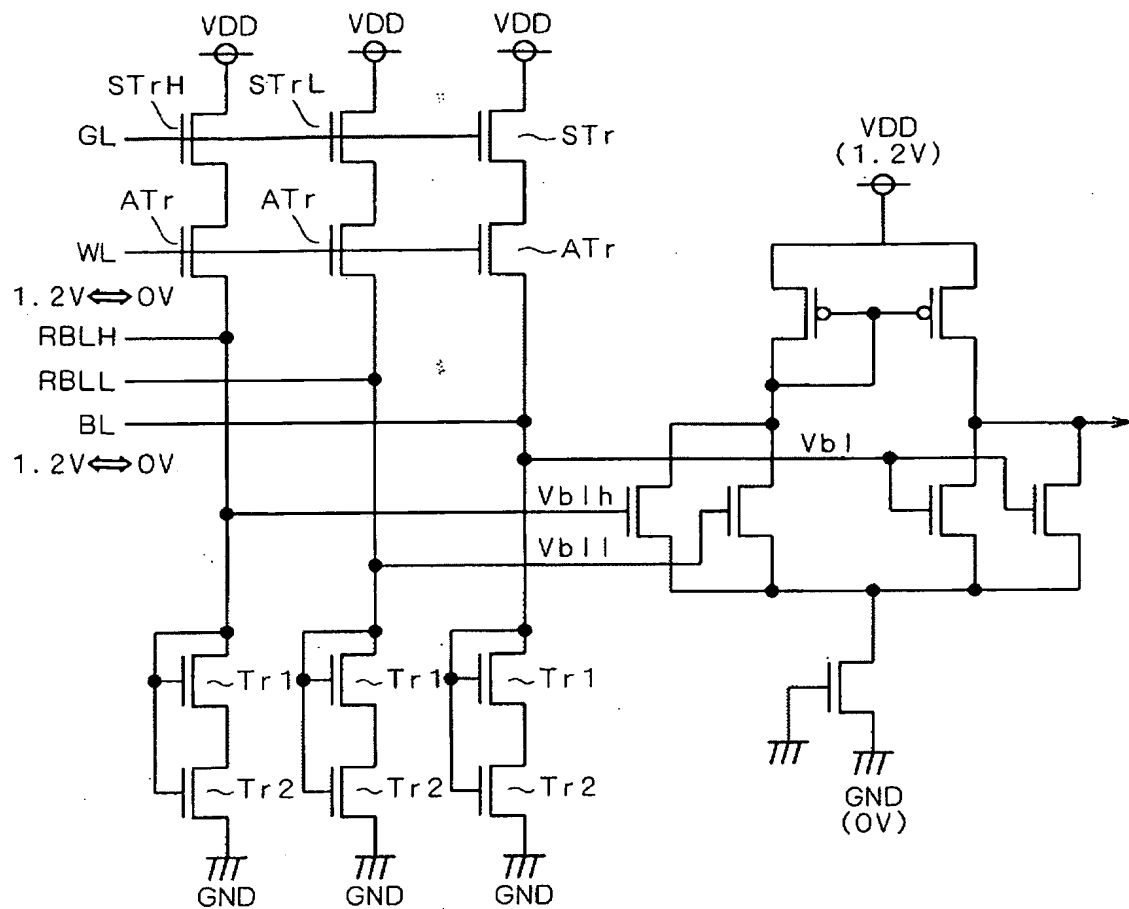 VDD VDD VDD
STrH STrL
GL STr
VDD
(1.2V)
ATr ATr
WL ATr
1.2V⇔0V
RBLH
RBLL
BL
Vbl
1.2V⇔0V
Vblh
Vbll
Tr1 Tr1 Tr1
Tr2 Tr2 Tr2
GND
(0V)
GND GND GND